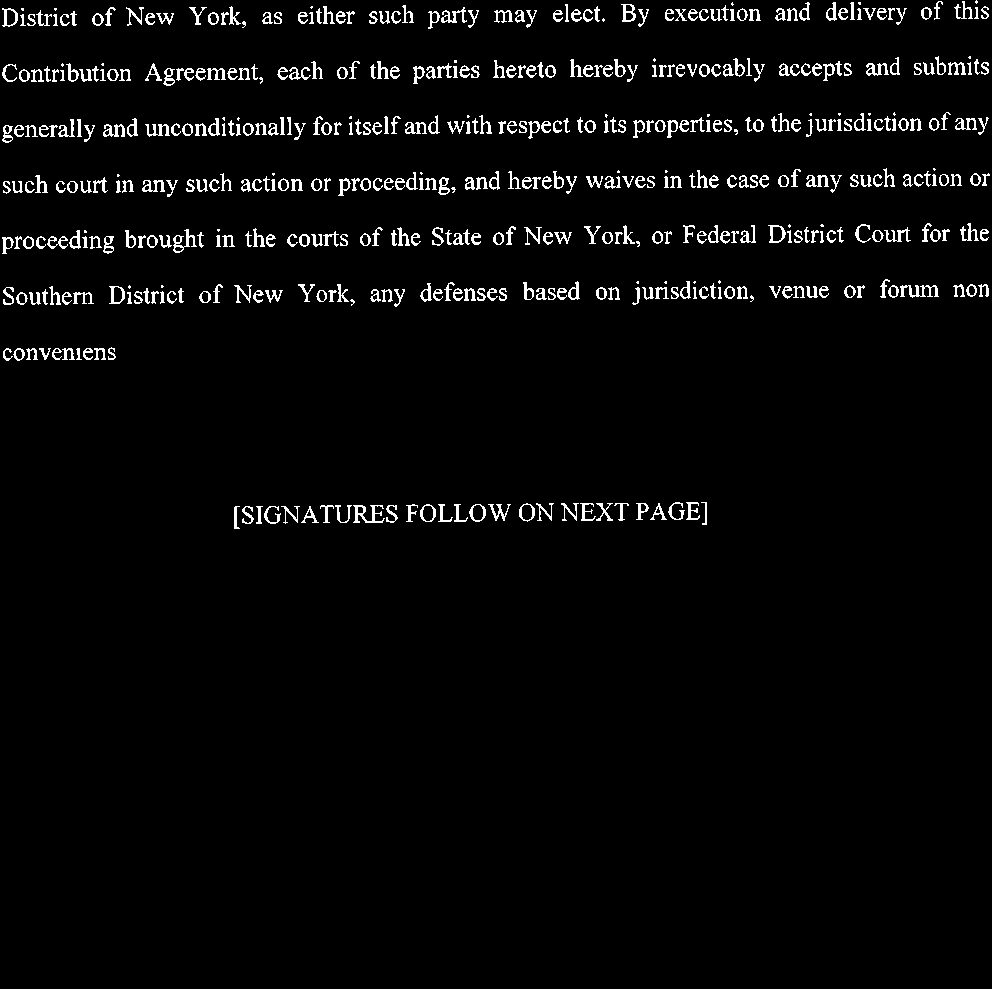 District of New York, as either such party may elect. By execution and delivery of this
Contribution Agreement, each of the parties hereto hereby irrevocably accepts and submits
generally and unconditionally for itself and with respect to its properties, to the jurisdiction of any
such court in any such action or proceeding, and hereby waives in the case of any such action or
proceeding brought in the courts of the State of New York, or Federal District Court for the
Southern District of New York, any defenses based on jurisdiction, venue or forum non
conveniens
[SIGNATURES FOLLOW ON NEXT PAGE]